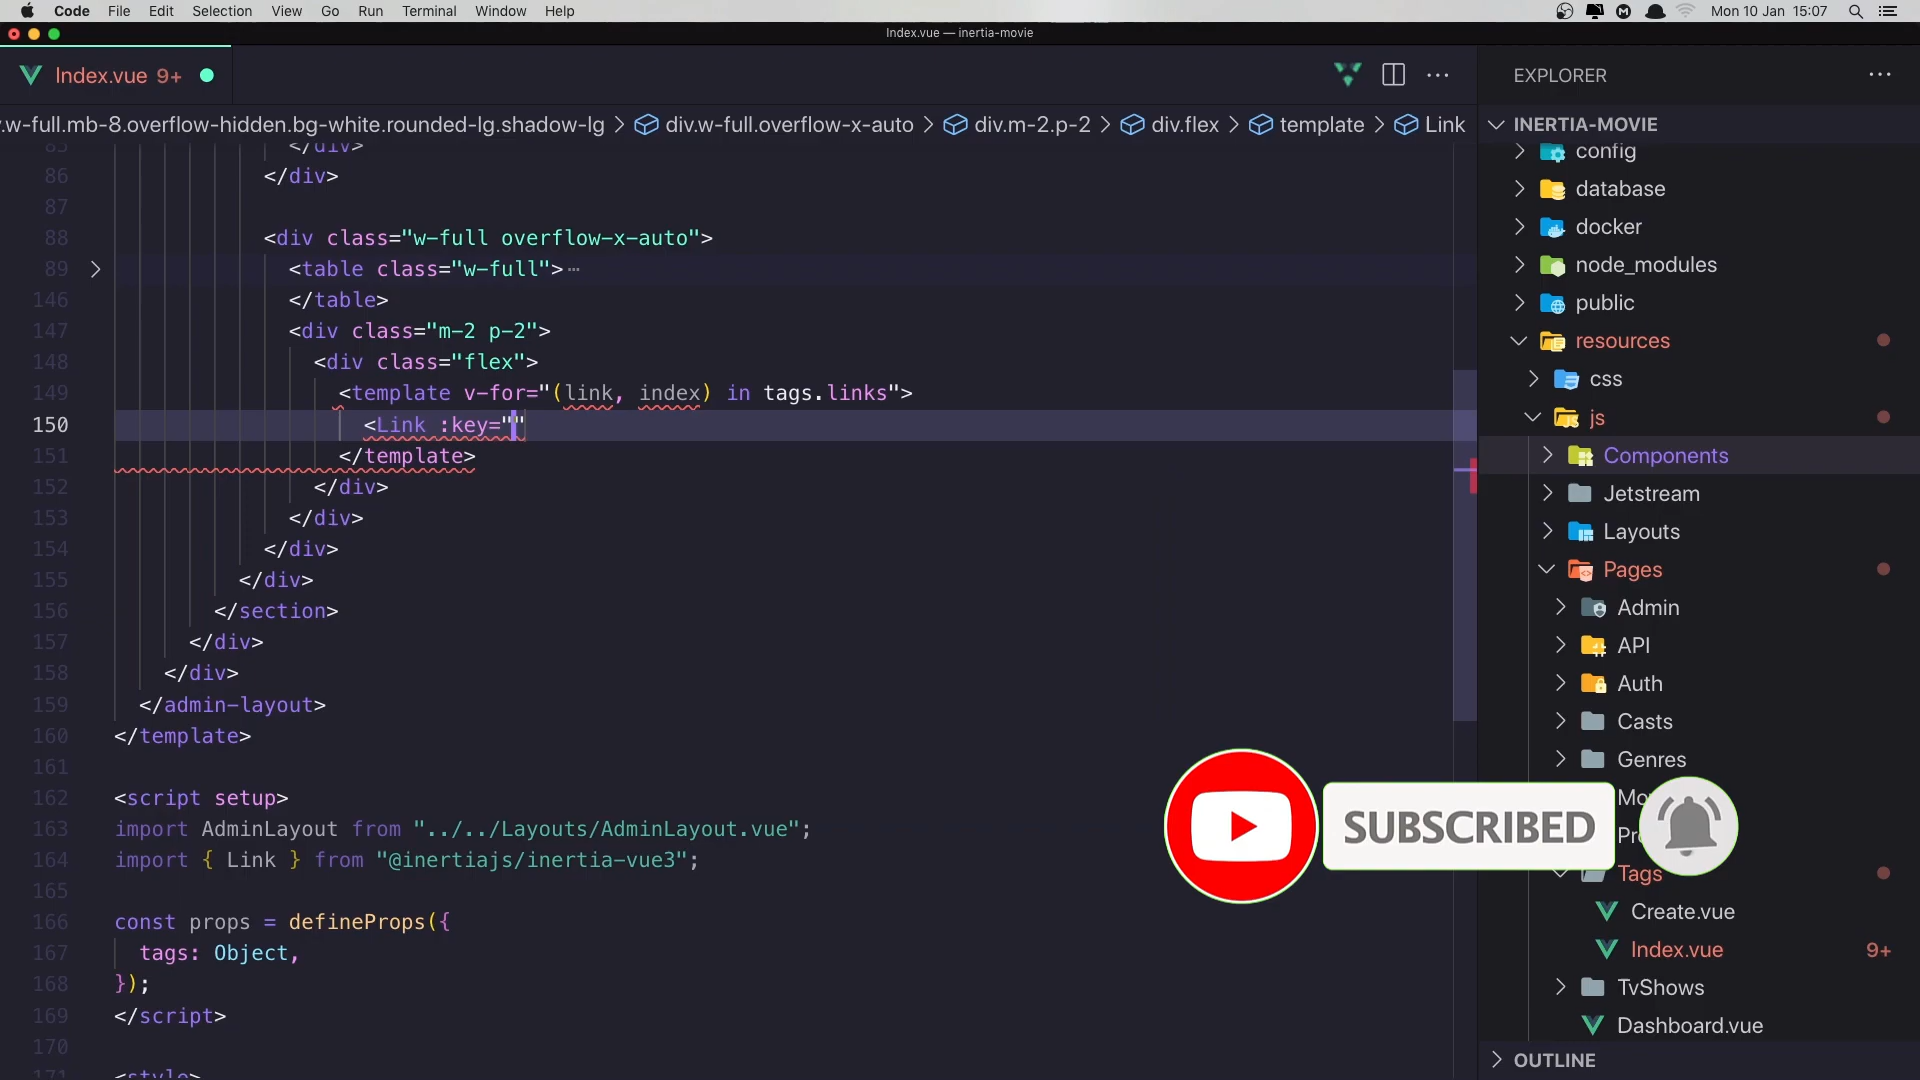 Code File Edit Selection View Go Run Terminal Window Help Mon 10 Jan 15:07
Index.vue — inertia-movie
Index.vue 9+
EXPLORER
w-full.mb-8.overflow-hidden.bg-white.rounded-lg.shadow-lg > div.w-full.overflow-x-auto > div.m-2.p-2 > div.flex > template > Link
INERTIA-MOVIE
85 </div>
86 </div>
87
88 <div class="w-full overflow-x-auto">
89 <table class="w-full">⋯
146 </table>
147 <div class="m-2 p-2">
148 <div class="flex">
149 <template v-for="(link, index) in tags.links">
150 <Link :key=""
151 </template>
152 </div>
153 </div>
154 </div>
155 </div>
156 </section>
157 </div>
158 </div>
159 </admin-layout>
160 </template>
161
162 <script setup>
163 import AdminLayout from "../../Layouts/AdminLayout.vue";
164 import { Link } from "@inertiajs/inertia-vue3";
165
166 const props = defineProps({
167 tags: Object,
168 });
169 </script>
170
171 <style>
config
database
docker
node_modules
public
resources
css
js
Components
Jetstream
Layouts
Pages
Admin
API
Auth
Casts
Genres
Mo
Pr
Tags
Create.vue
Index.vue 9+
TvShows
Dashboard.vue
OUTLINE
SUBSCRIBED